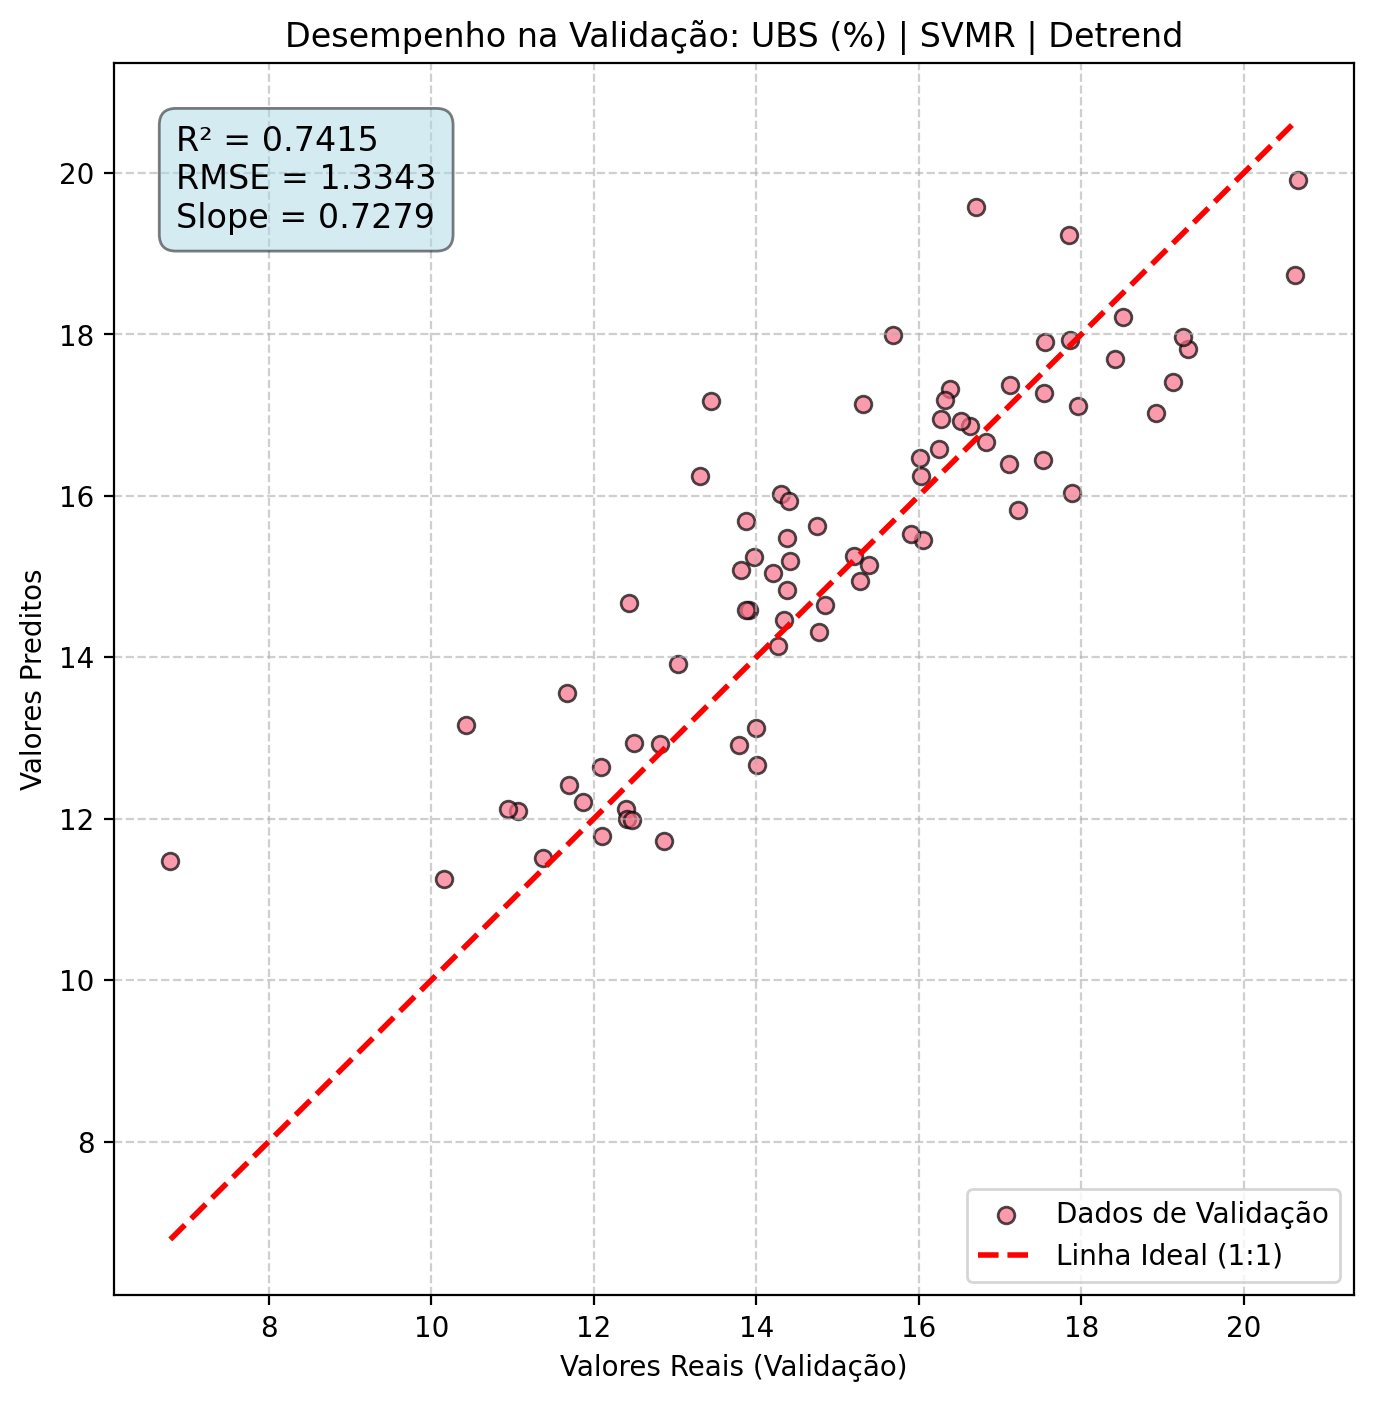 Desempenho na Validação: UBS (%) | SVMR | Detrend
R² = 0.7415
RMSE = 1.3343
Slope = 0.7279
20
18
16
14
12
10
8
Valores Preditos
Dados de Validação
Linha Ideal (1:1)
8 10 12 14 16 18 20
Valores Reais (Validação)